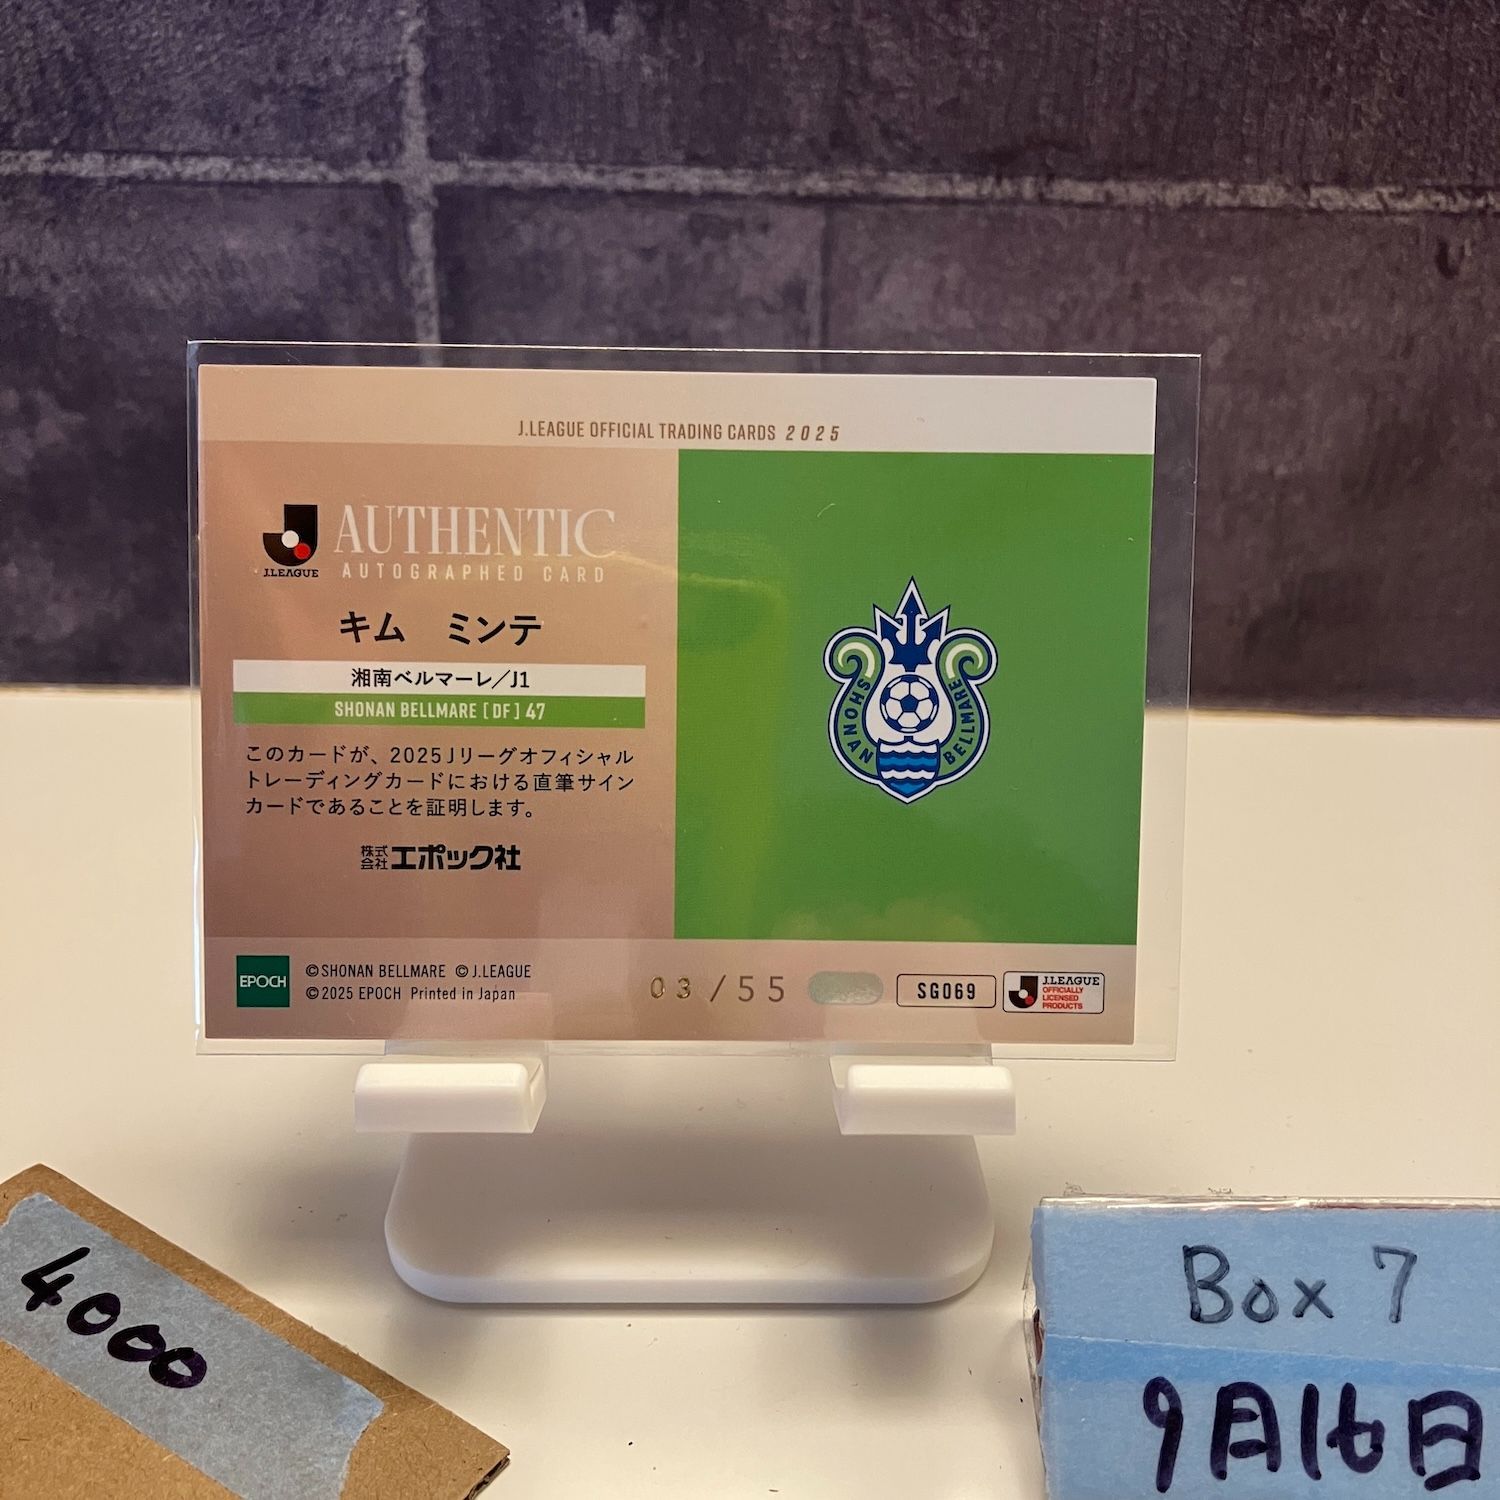 J.LEAGUE OFFICIAL TRADING CARDS 2025
J.LEAGUE
AUTHENTIC
AUTOGRAPHED CARD
キム ミンテ
湘南ベルマーレ/J1
SHONAN BELLMARE [DF] 47
このカードが、2025Jリーグオフィシャル
トレーディングカードにおける直筆サイン
カードであることを証明します。
株式会社エポック社
SHONAN BELLMARE
EPOCH
©SHONAN BELLMARE ©J.LEAGUE
©2025 EPOCH Printed in Japan
03/55
SG069
J.LEAGUE
OFFICIALLY
LICENSED
PRODUCTS
4000
Box 7
9月16日